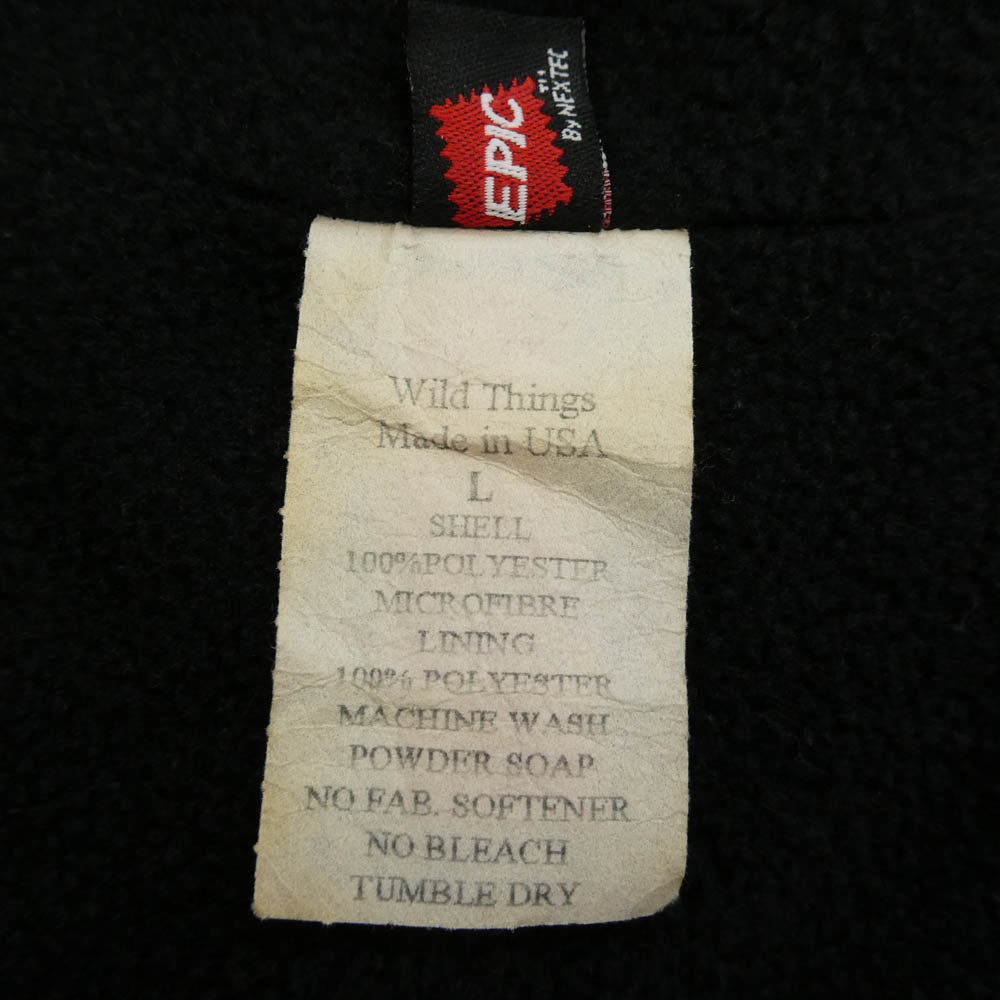 EPIC™
By NEXTEC
Wild Things
Made in USA
L
SHELL
100%POLYESTER
MICROFIBRE
LINING
100% POLYESTER
MACHINE WASH
POWDER SOAP
NO FAB. SOFTENER
NO BLEACH
TUMBLE DRY